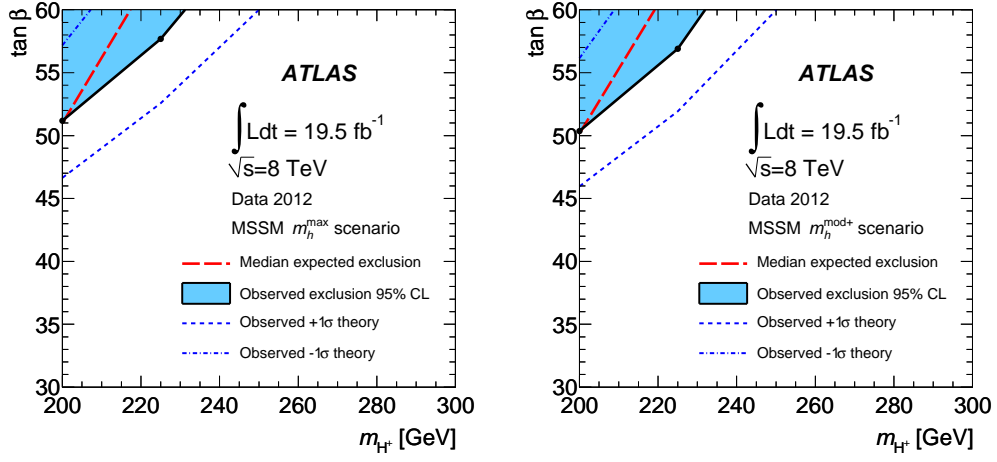 tan β
60
55
50
45
40
35
30
ATLAS
∫ Ldt = 19.5 fb⁻¹
√s=8 TeV
Data 2012
MSSM m_h^max scenario
Median expected exclusion
Observed exclusion 95% CL
Observed +1σ theory
Observed -1σ theory
200 220 240 260 280 300
m_H⁺ [GeV]
tan β
60
55
50
45
40
35
30
ATLAS
∫ Ldt = 19.5 fb⁻¹
√s=8 TeV
Data 2012
MSSM m_h^mod+ scenario
Median expected exclusion
Observed exclusion 95% CL
Observed +1σ theory
Observed -1σ theory
200 220 240 260 280 300
m_H⁺ [GeV]